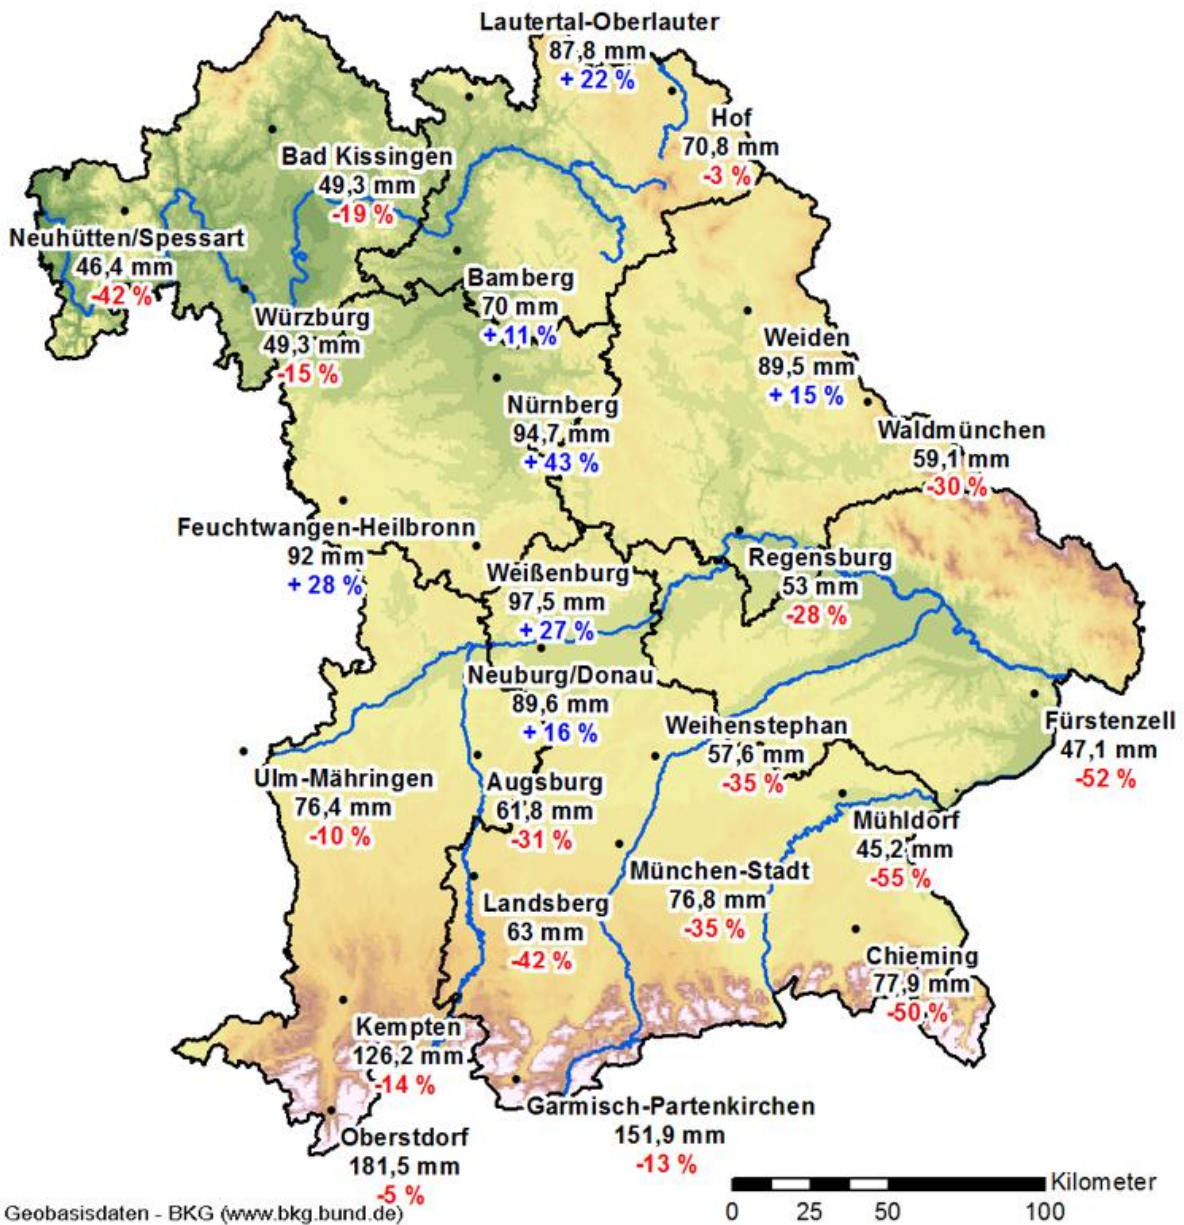 Lautertal-Oberlauter
87,8 mm
+ 22 %
Hof
70,8 mm
-3 %
Bad Kissingen
49,3 mm
-19 %
Neuhütten/Spessart
46,4 mm
-42 %
Bamberg
70 mm
+ 11 %
Würzburg
49,3 mm
-15 %
Weiden
89,5 mm
+ 15 %
Nürnberg
94,7 mm
+ 43 %
Waldmünchen
59,1 mm
-30 %
Feuchtwangen-Heilbronn
92 mm
+ 28 %
Weißenburg
97,5 mm
+ 27 %
Regensburg
53 mm
-28 %
Neuburg/Donau
89,6 mm
+ 16 %
Weihenstephan
57,6 mm
-35 %
Fürstenzell
47,1 mm
-52 %
Ulm-Mähringen
76,4 mm
-10 %
Augsburg
61,8 mm
-31 %
Mühldorf
45,2 mm
-55 %
München-Stadt
76,8 mm
-35 %
Landsberg
63 mm
-42 %
Chieming
77,9 mm
-50 %
Kempten
126,2 mm
-14 %
Garmisch-Partenkirchen
151,9 mm
-13 %
Oberstdorf
181,5 mm
-5 %
Kilometer
0 25 50 100
Geobasisdaten - BKG (www.bkg.bund.de)